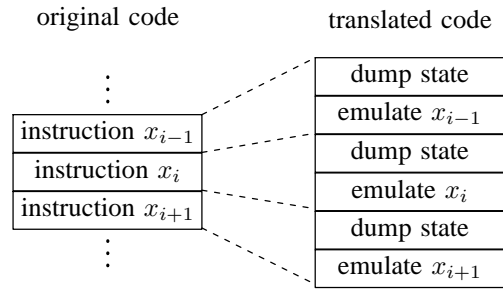 original code
translated code
⋮
instruction x_{i−1}
instruction x_i
instruction x_{i+1}
⋮
dump state
emulate x_{i−1}
dump state
emulate x_i
dump state
emulate x_{i+1}